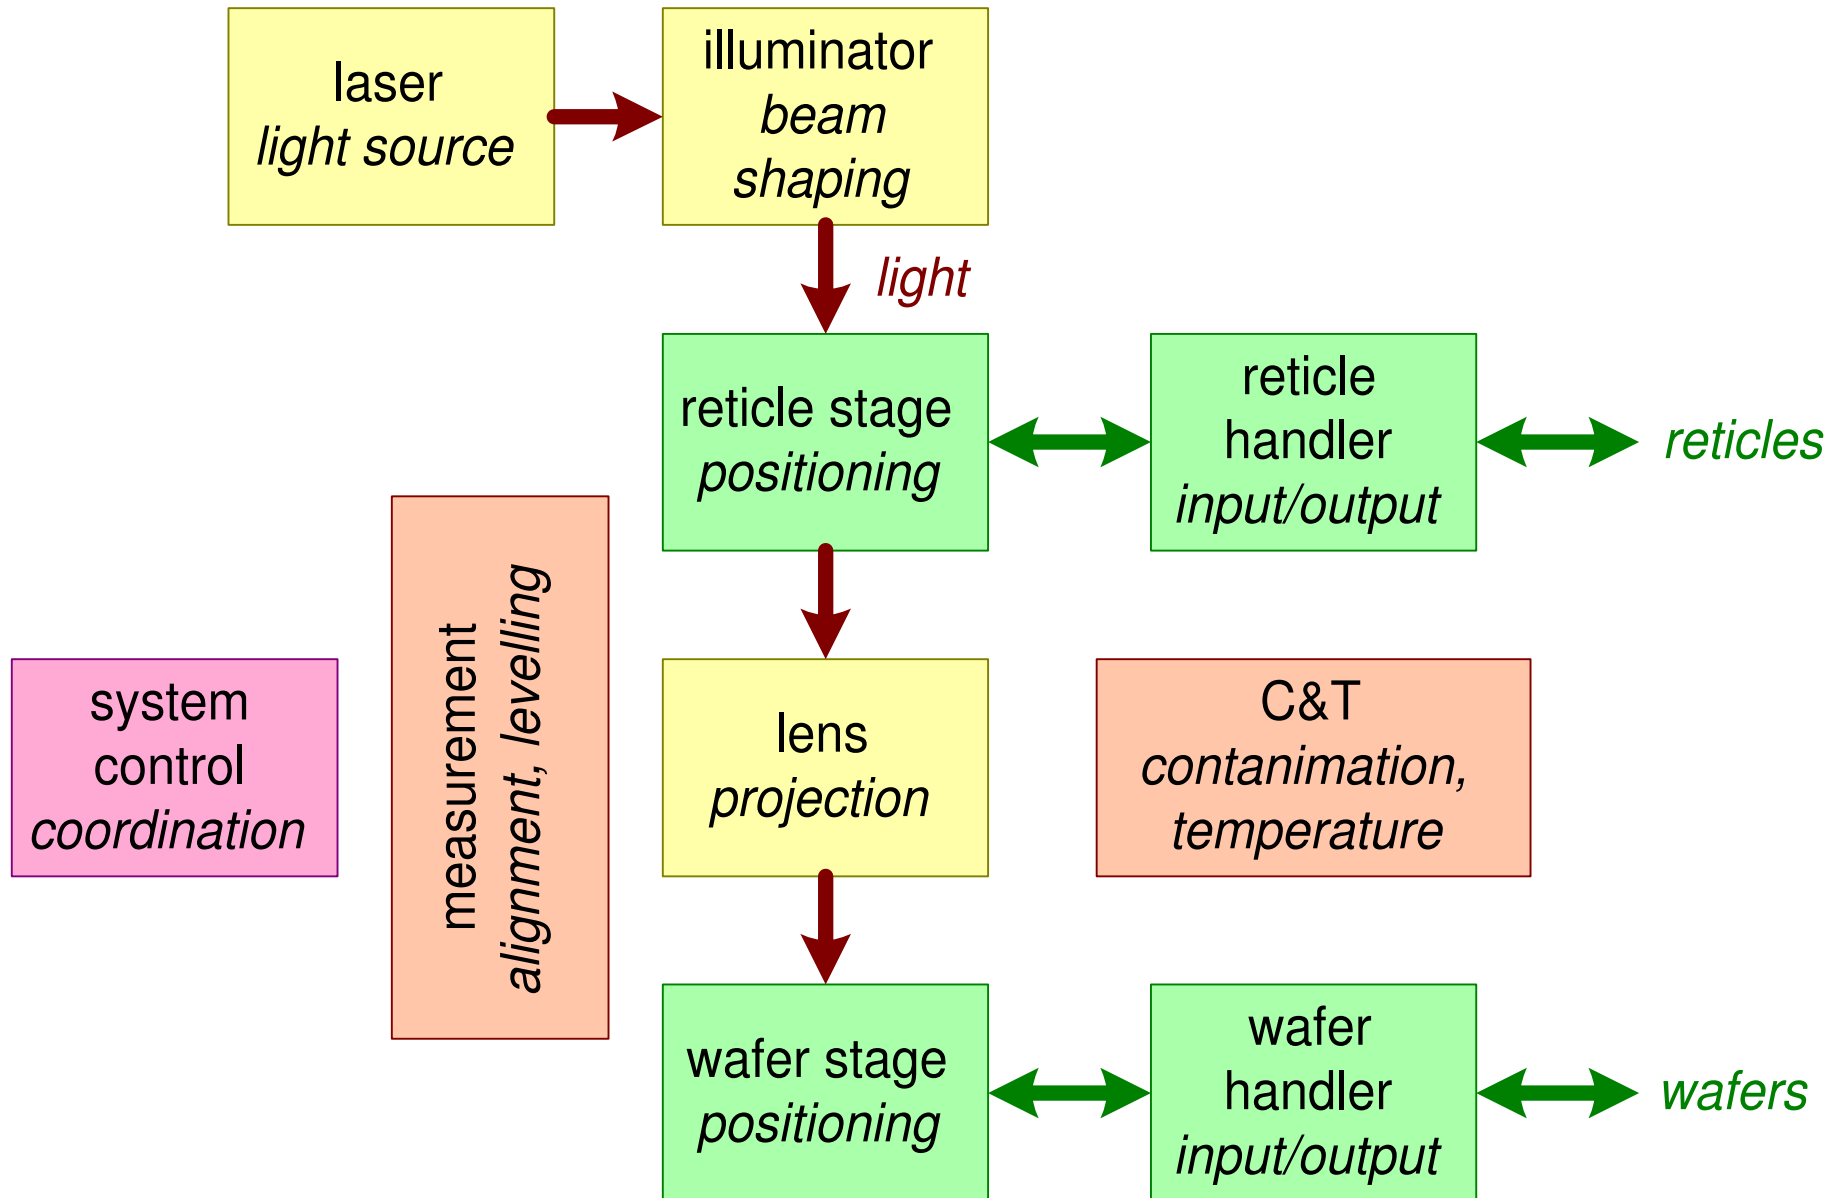 laser
light source
illuminator
beam
shaping
light
reticle stage
positioning
reticle
handler
input/output
reticles
measurement
alignment, levelling
system
control
coordination
lens
projection
C&T
contanimation,
temperature
wafer stage
positioning
wafer
handler
input/output
wafers